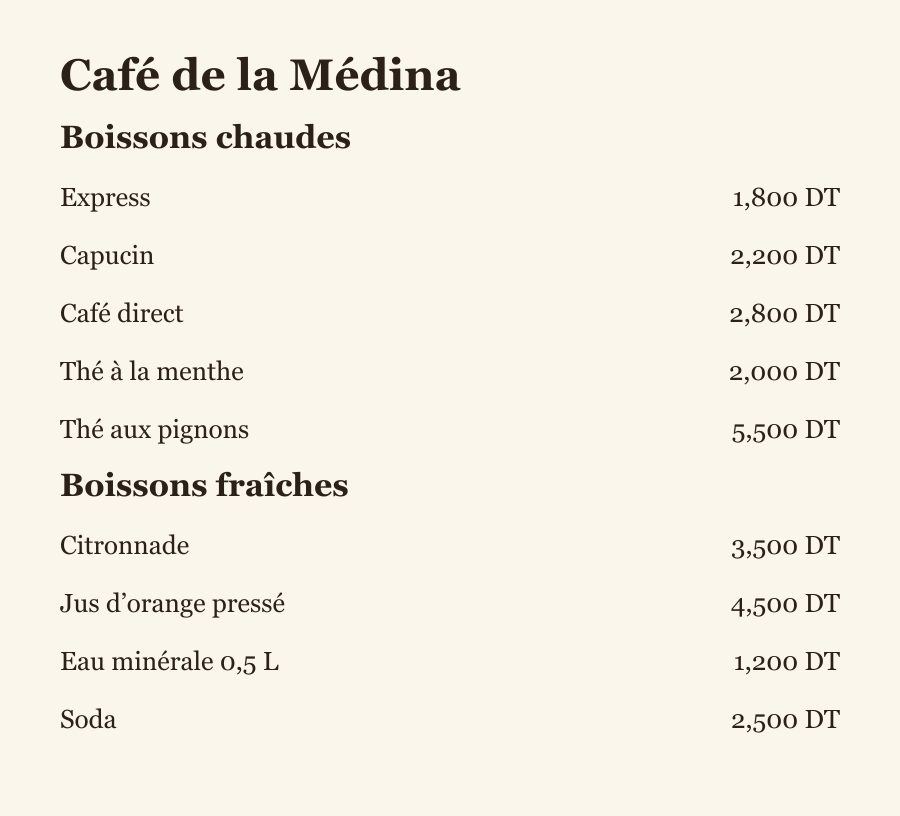 Café de la Médina
Boissons chaudes
Express 1,800 DT
Capucin 2,200 DT
Café direct 2,800 DT
Thé à la menthe 2,000 DT
Thé aux pignons 5,500 DT
Boissons fraîches
Citronnade 3,500 DT
Jus d’orange pressé 4,500 DT
Eau minérale 0,5 L 1,200 DT
Soda 2,500 DT